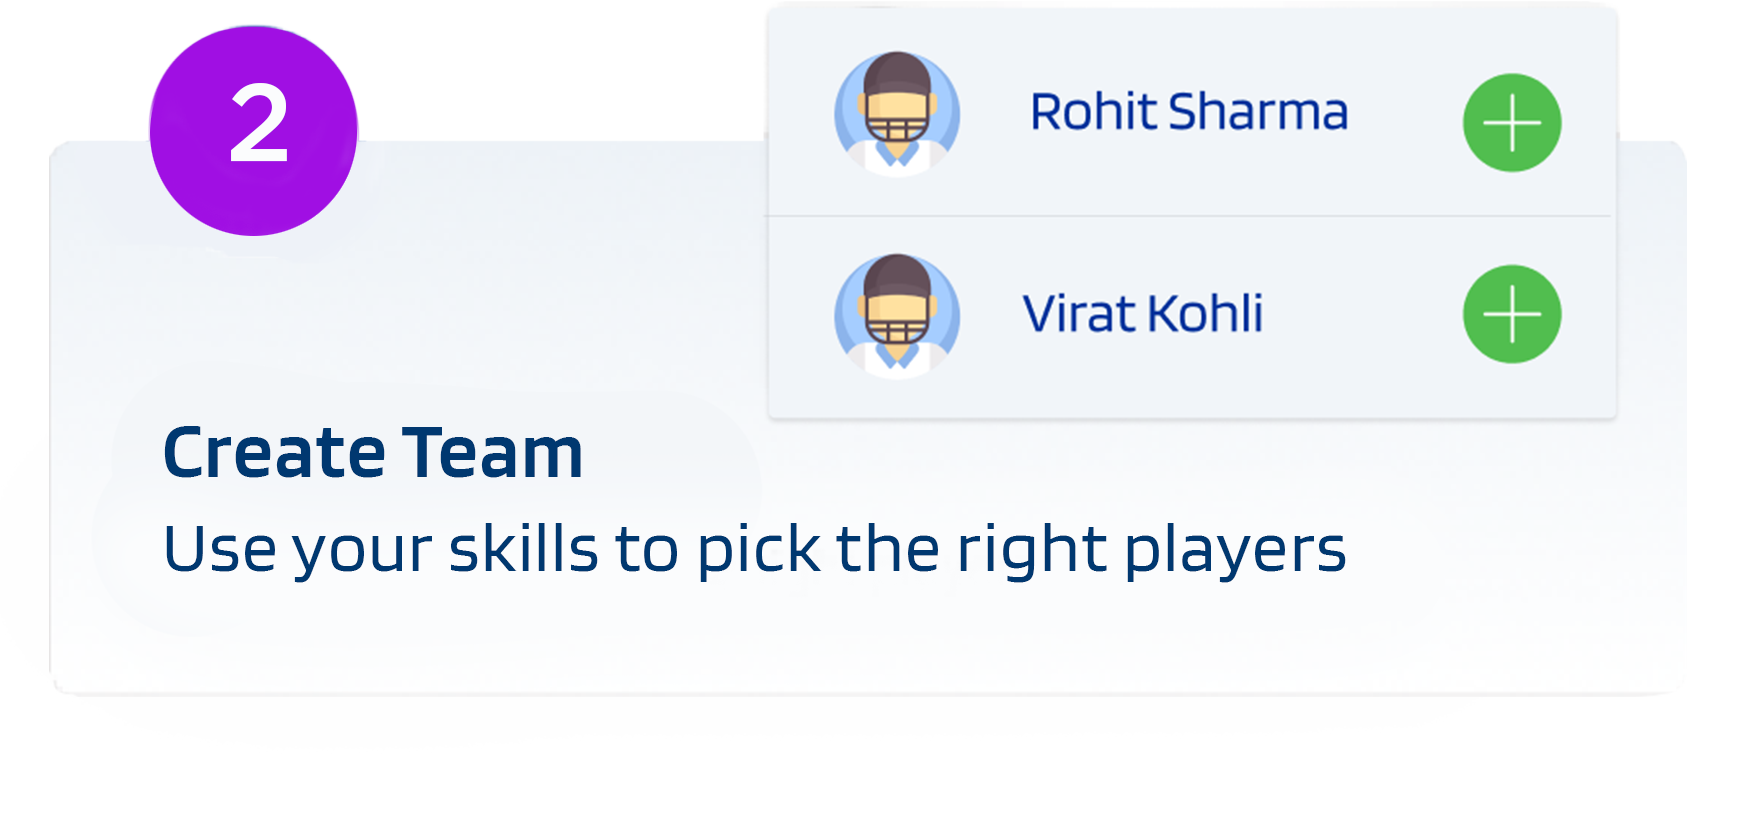 2
Rohit Sharma
Virat Kohli
Create Team
Use your skills to pick the right players